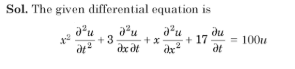 Sol. The given differential equation is
x² ∂²u/∂t² + 3 ∂²u/∂x ∂t + x ∂²u/∂x² + 17 ∂u/∂t = 100u